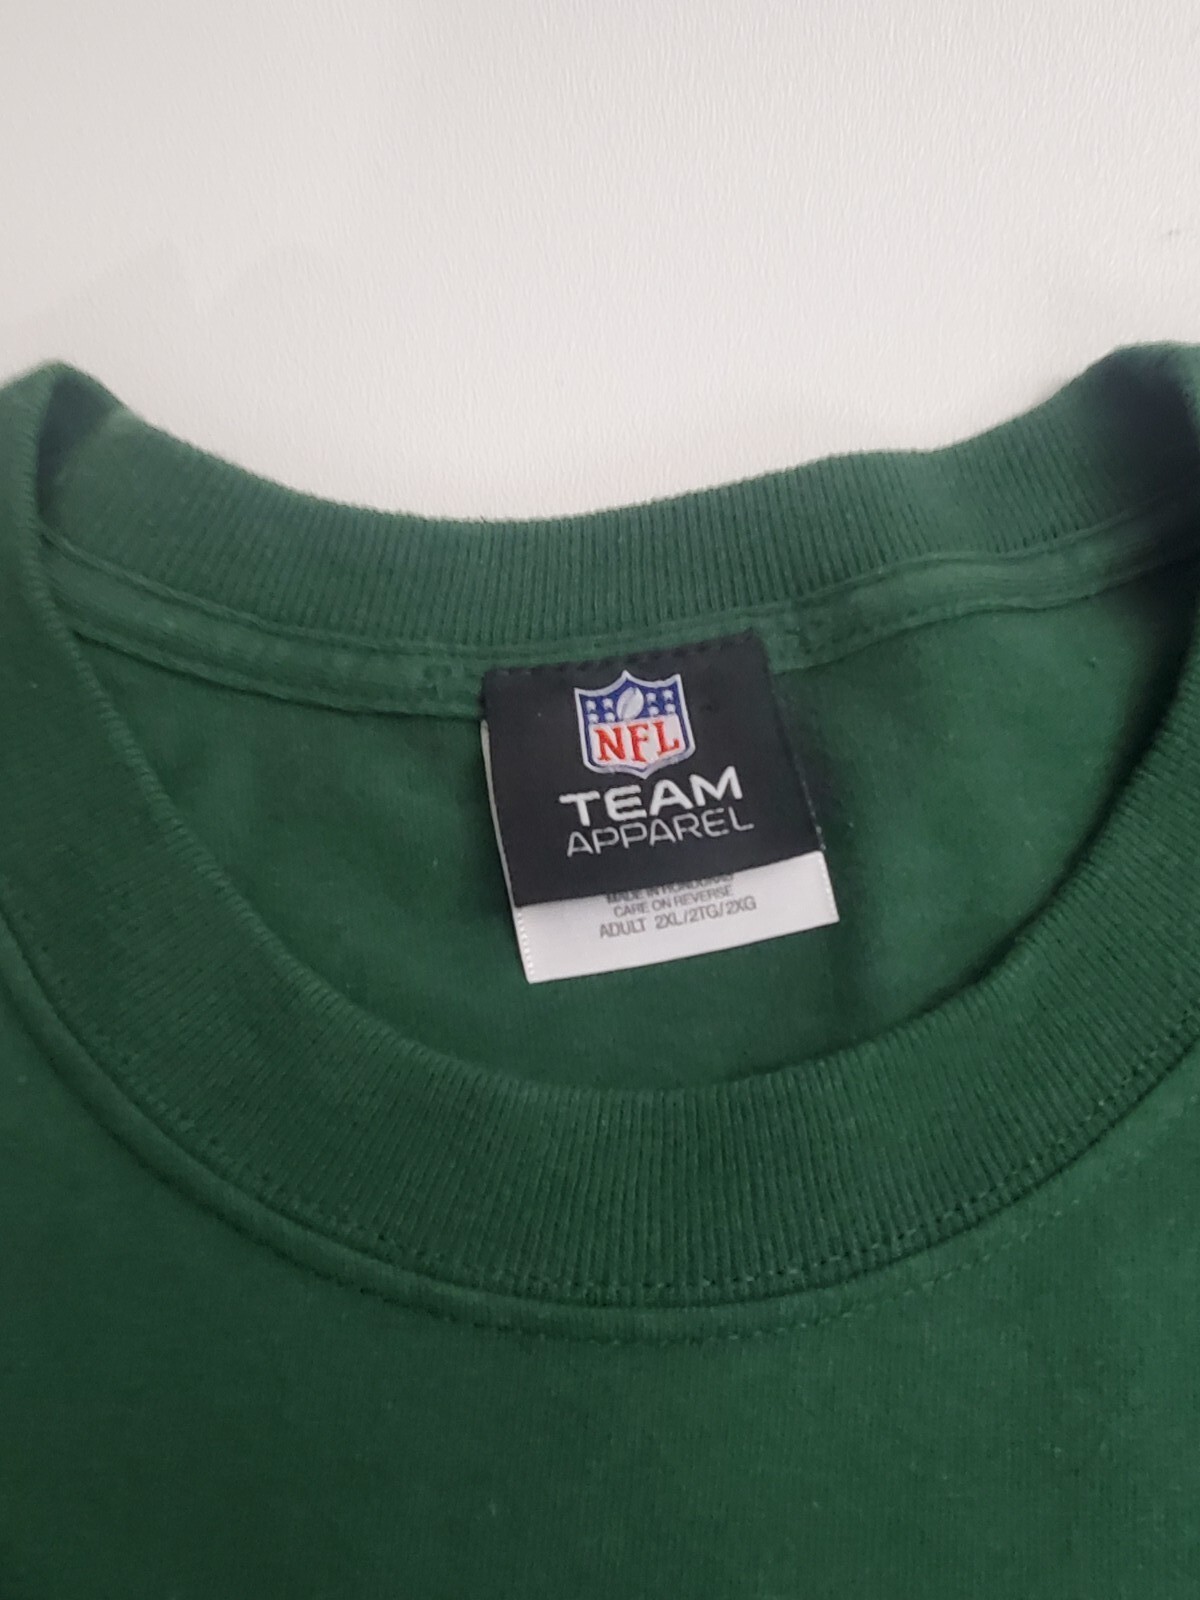 NFL
TEAM
APPAREL
MADE IN HONDURAS
CARE ON REVERSE
ADULT 2XL/2TG/2XG